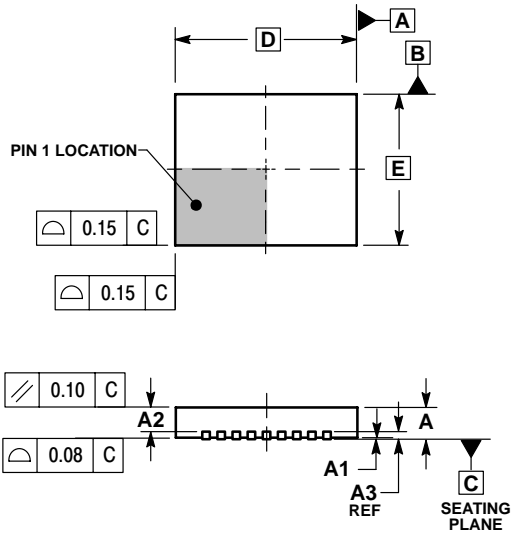 D
A
B
PIN 1 LOCATION
E
⌓ 0.15 C
⌓ 0.15 C
// 0.10 C
A2
A
⌓ 0.08 C
A1
A3
REF
C
SEATING
PLANE